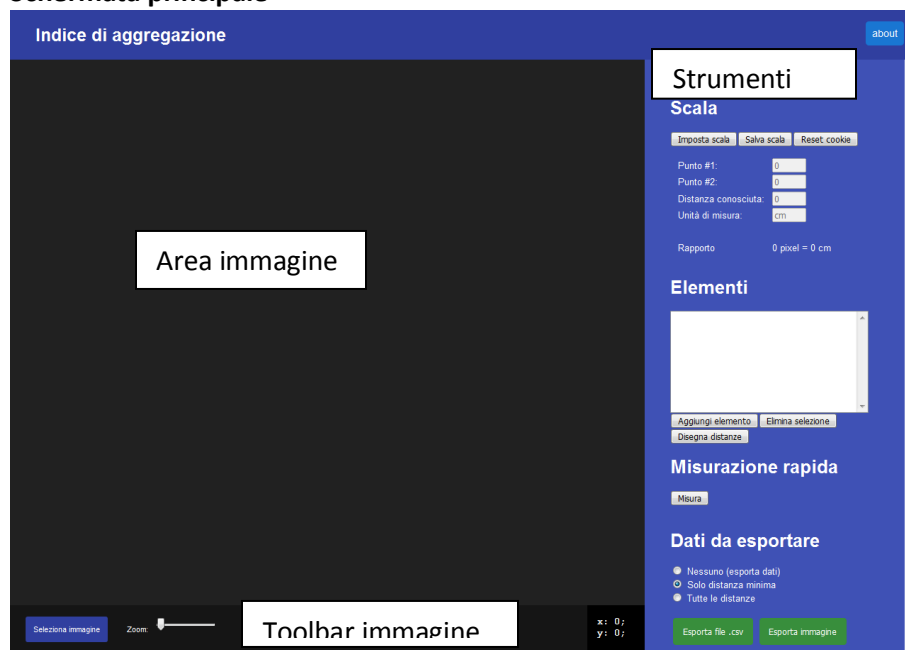 Schermata principale
Indice di aggregazione
about
Strumenti
Scala
Imposta scala Salva scala Reset cookie
Punto #1: 0
Punto #2: 0
Distanza conosciuta: 0
Unità di misura: cm
Rapporto 0 pixel = 0 cm
Area immagine
Elementi
Aggiungi elemento Elimina selezione
Disegna distanze
Misurazione rapida
Misura
Dati da esportare
Nessuno (esporta dati)
Solo distanza minima
Tutte le distanze
Seleziona immagine Zoom:
Toolbar immagine
x: 0;
y: 0;
Esporta file .csv Esporta immagine